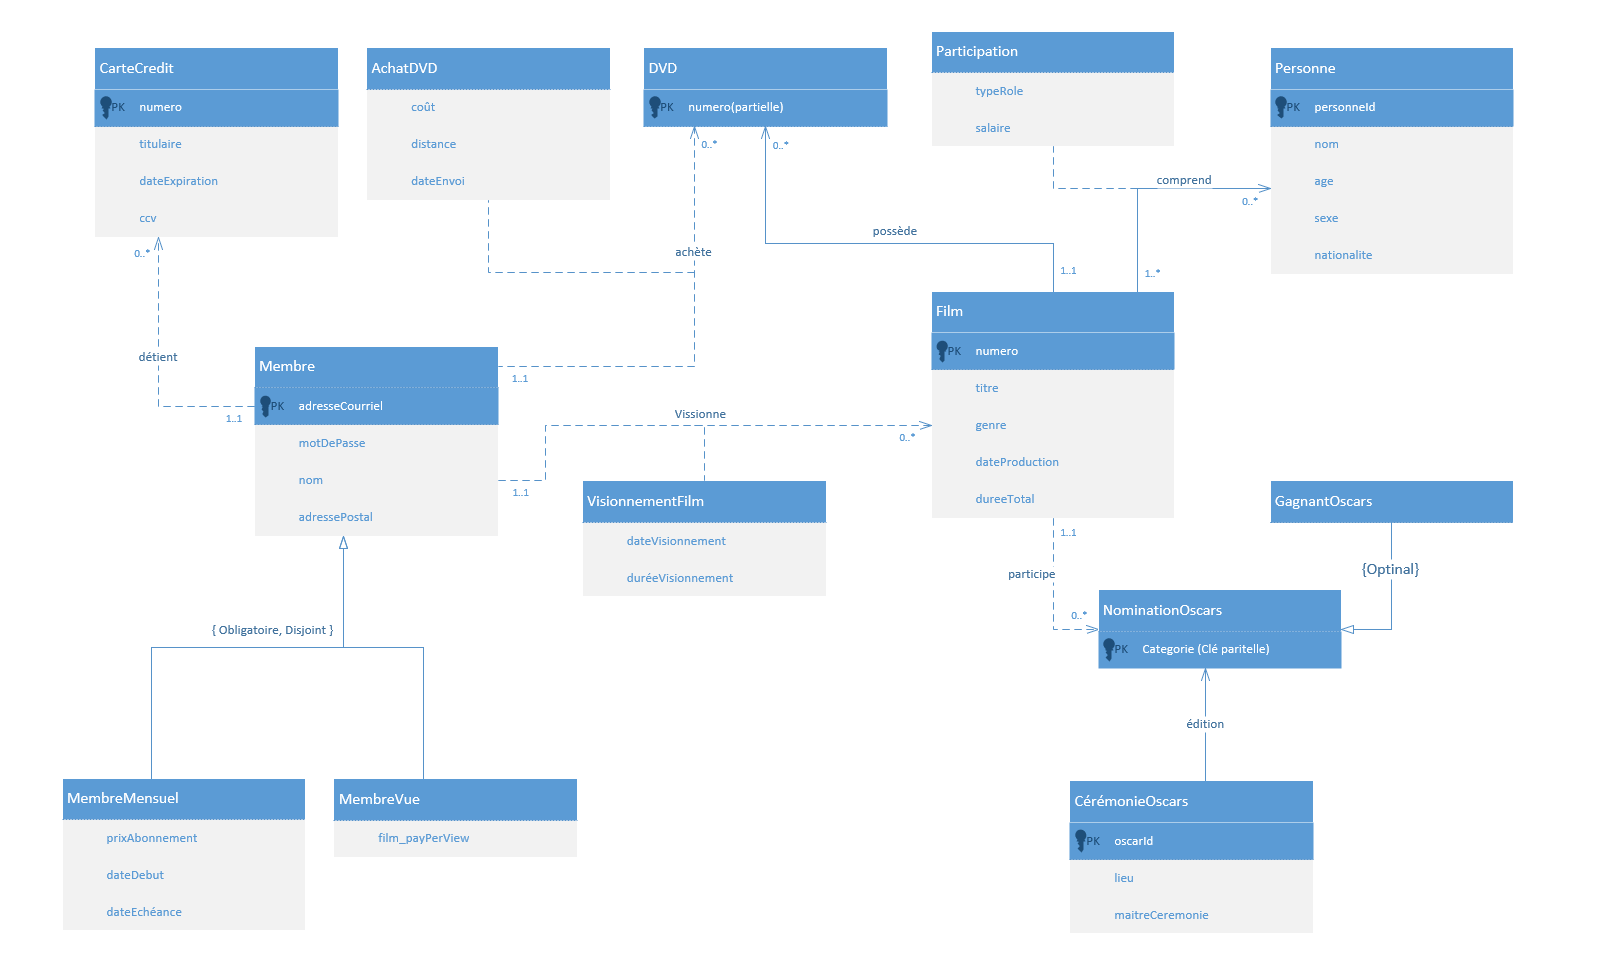 CarteCredit
PK numero
titulaire
dateExpiration
ccv
AchatDVD
coût
distance
dateEnvoi
DVD
PK numero(partielle)
Participation
typeRole
salaire
Personne
PK personneId
nom
age
sexe
nationalite
0..*
0..*
comprend
0..*
possède
achète
0..*
1..1
1..*
détient
1..1
1..1
Membre
PK adresseCourriel
motDePasse
nom
adressePostal
Film
PK numero
titre
genre
dateProduction
dureeTotal
Vissionne
0..*
1..1
VisionnementFilm
dateVisionnement
duréeVisionnement
GagnantOscars
{Optinal}
1..1
participe
0..*
NominationOscars
PK Categorie (Clé paritelle)
{ Obligatoire, Disjoint }
édition
MembreMensuel
prixAbonnement
dateDebut
dateEchéance
MembreVue
film_payPerView
CérémonieOscars
PK oscarId
lieu
maitreCeremonie